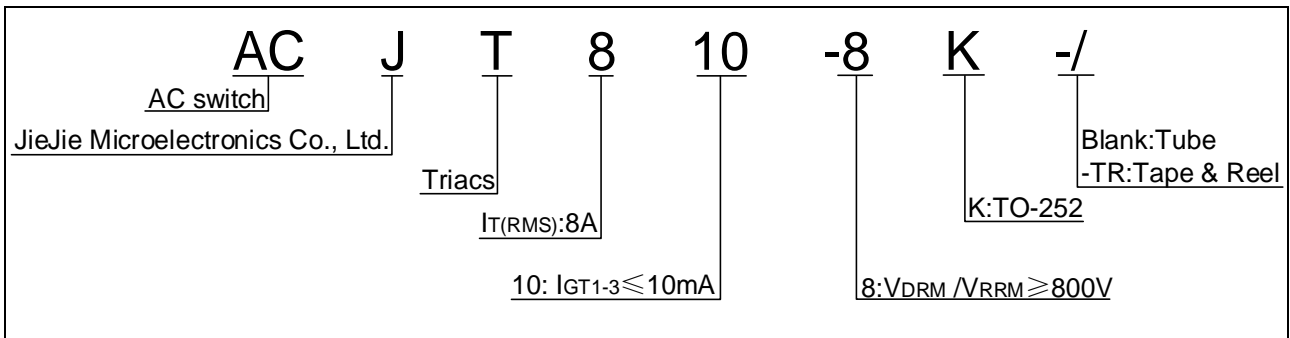 AC J T 8 10 -8 K -/
AC switch
JieJie Microelectronics Co., Ltd.
Triacs
IT(RMS):8A
10: IGT1-3≤10mA
8:VDRM /VRRM≥800V
K:TO-252
Blank:Tube
-TR:Tape & Reel